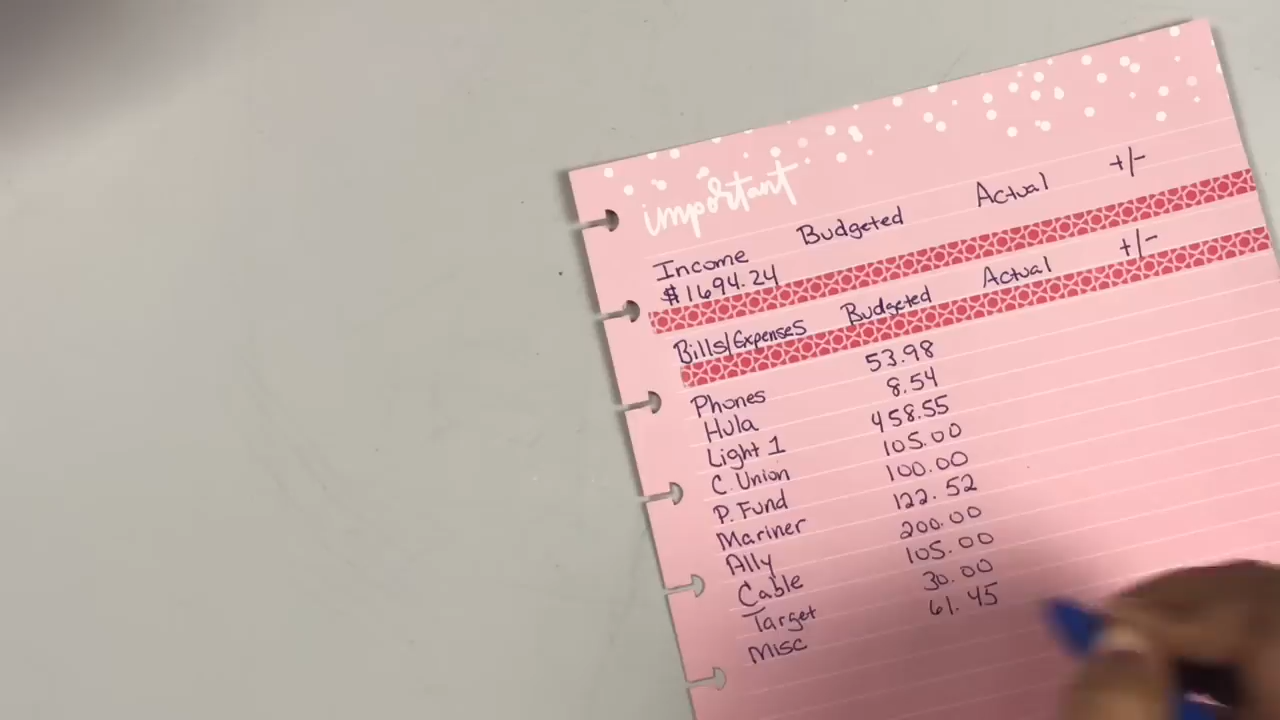 important
Income Budgeted Actual +/-
$1694.24
Bills/Expenses Budgeted Actual +/-
Phones 53.98
Hula 8.54
Light 1 458.55
C. Union 105.00
P. Fund 100.00
Mariner 122.52
Ally 200.00
Cable 105.00
Target 30.00
Misc 61.45